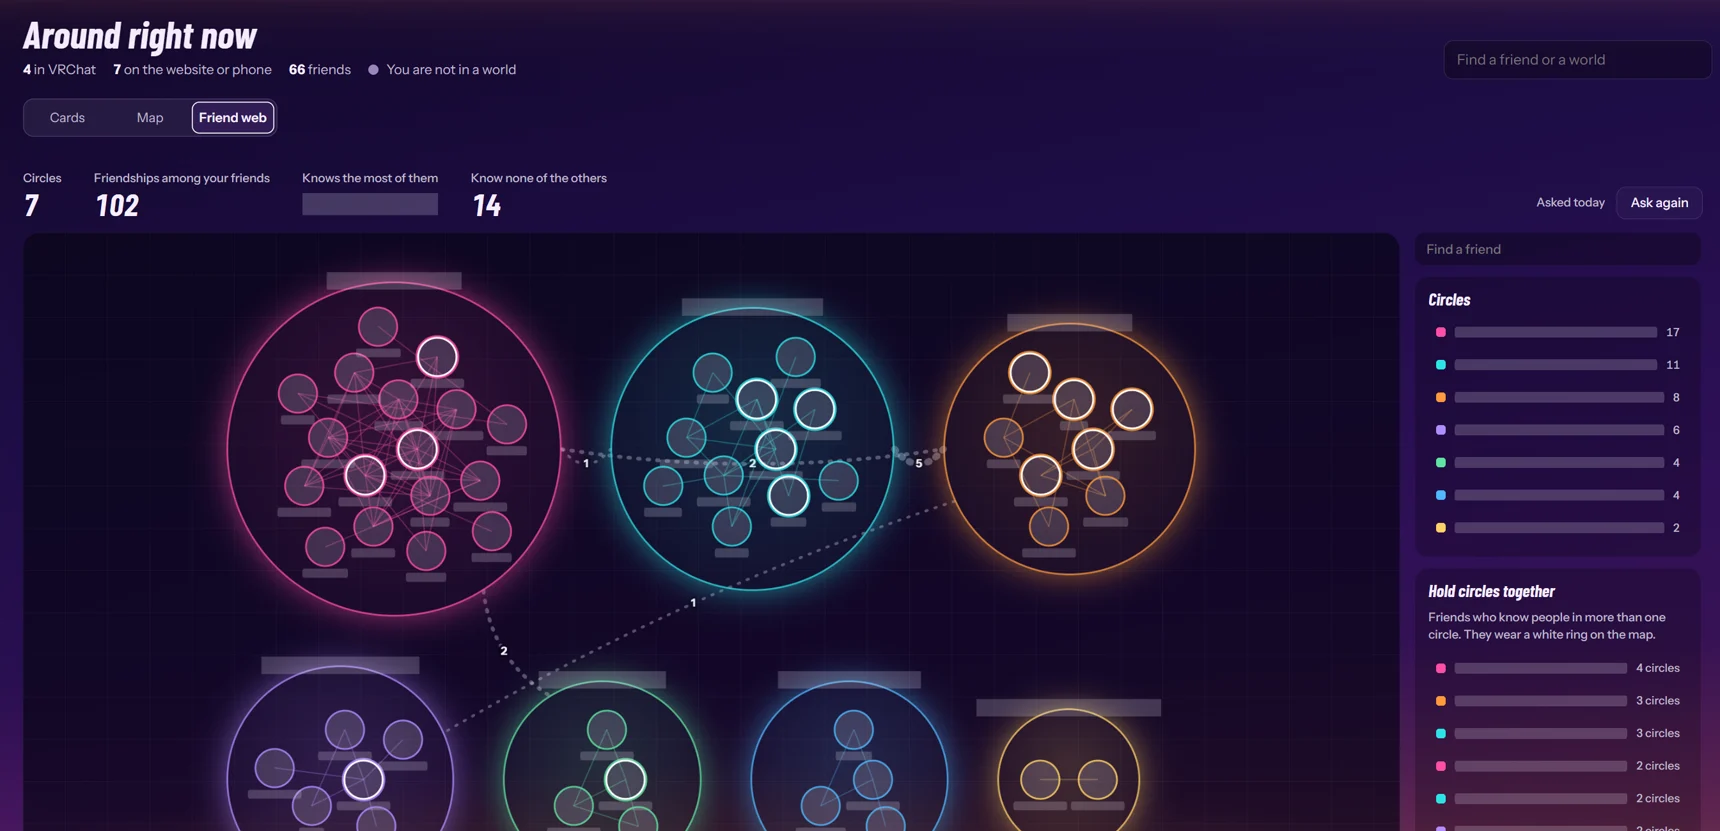 Around right now
4 in VRChat 7 on the website or phone 66 friends You are not in a world
Find a friend or a world
Cards Map Friend web
Circles Friendships among your friends Knows the most of them Know none of the others
7 102 14
Asked today Ask again
Find a friend
Circles
17
11
8
6
4
4
2
1 2 5
1
2
Hold circles together
Friends who know people in more than one
circle. They wear a white ring on the map.
4 circles
3 circles
3 circles
2 circles
2 circles
2 circles